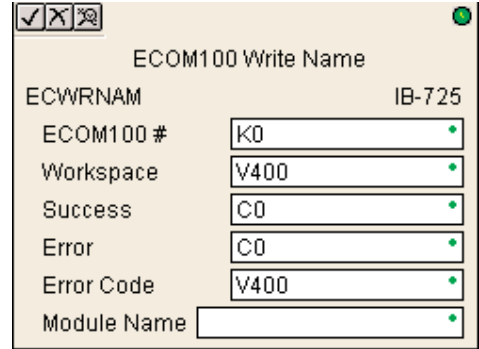 ECOM100 Write Name
ECWRNAM IB-725
ECOM100 # K0
Workspace V400
Success C0
Error C0
Error Code V400
Module Name